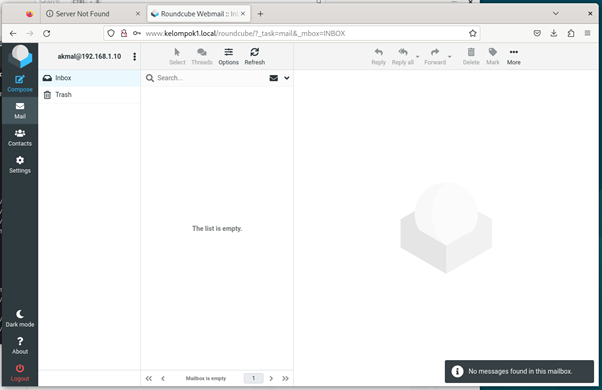 Server Not Found
Roundcube Webmail :: In
www.kelompok1.local/roundcube/?_task=mail&_mbox=INBOX
akmal@192.168.1.10
Select
Threads
Options
Refresh
Reply
Reply all
Forward
Delete
Mark
More
Compose
Mail
Contacts
Settings
Dark mode
About
Logout
Inbox
Trash
Search...
The list is empty.
Mailbox is empty
1
No messages found in this mailbox.